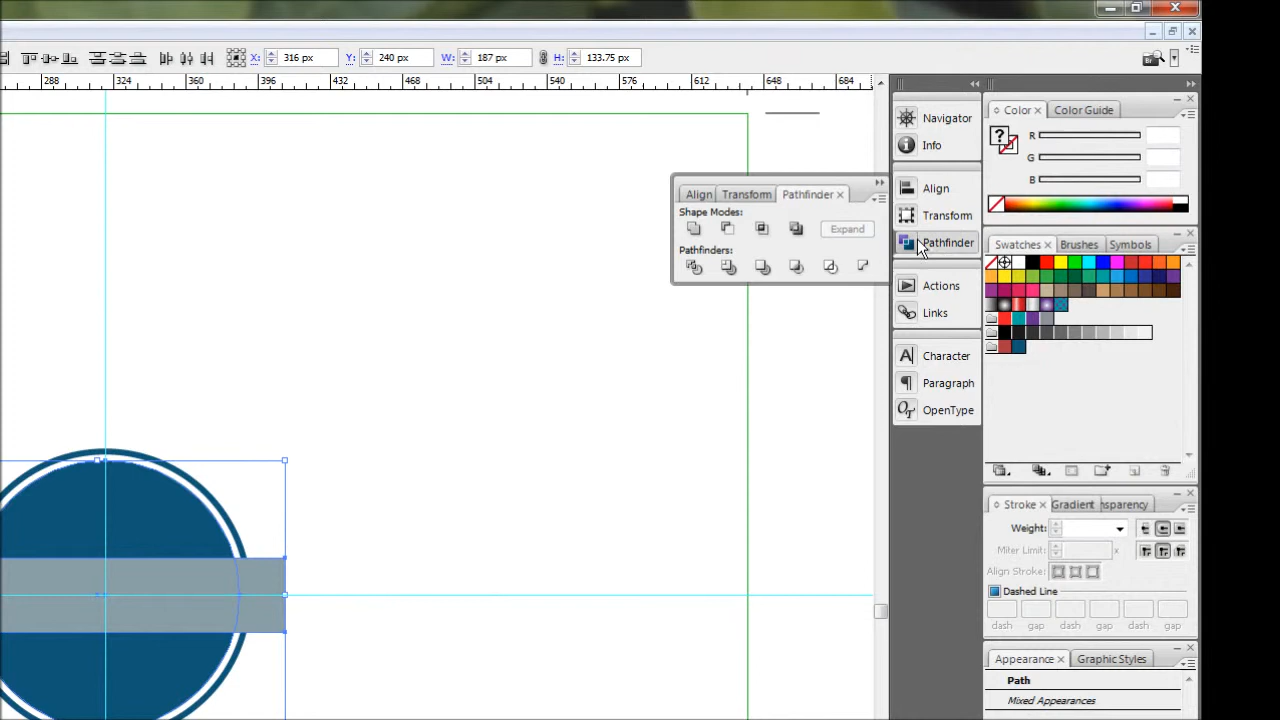 X: 316 px Y: 240 px W: 187 px H: 133.75 px
288 324 360 396 432 468 504 540 576 612 648 684
Navigator
Info
Align
Transform
Pathfinder
Actions
Links
Character
Paragraph
OpenType
Align Transform Pathfinder
Shape Modes:
Expand
Pathfinders:
Color Color Guide
R
G
B
Swatches Brushes Symbols
Stroke Gradient nsparency
Weight:
Miter Limit: x
Align Stroke:
Dashed Line
dash gap dash gap dash gap
Appearance Graphic Styles
Path
Mixed Appearances